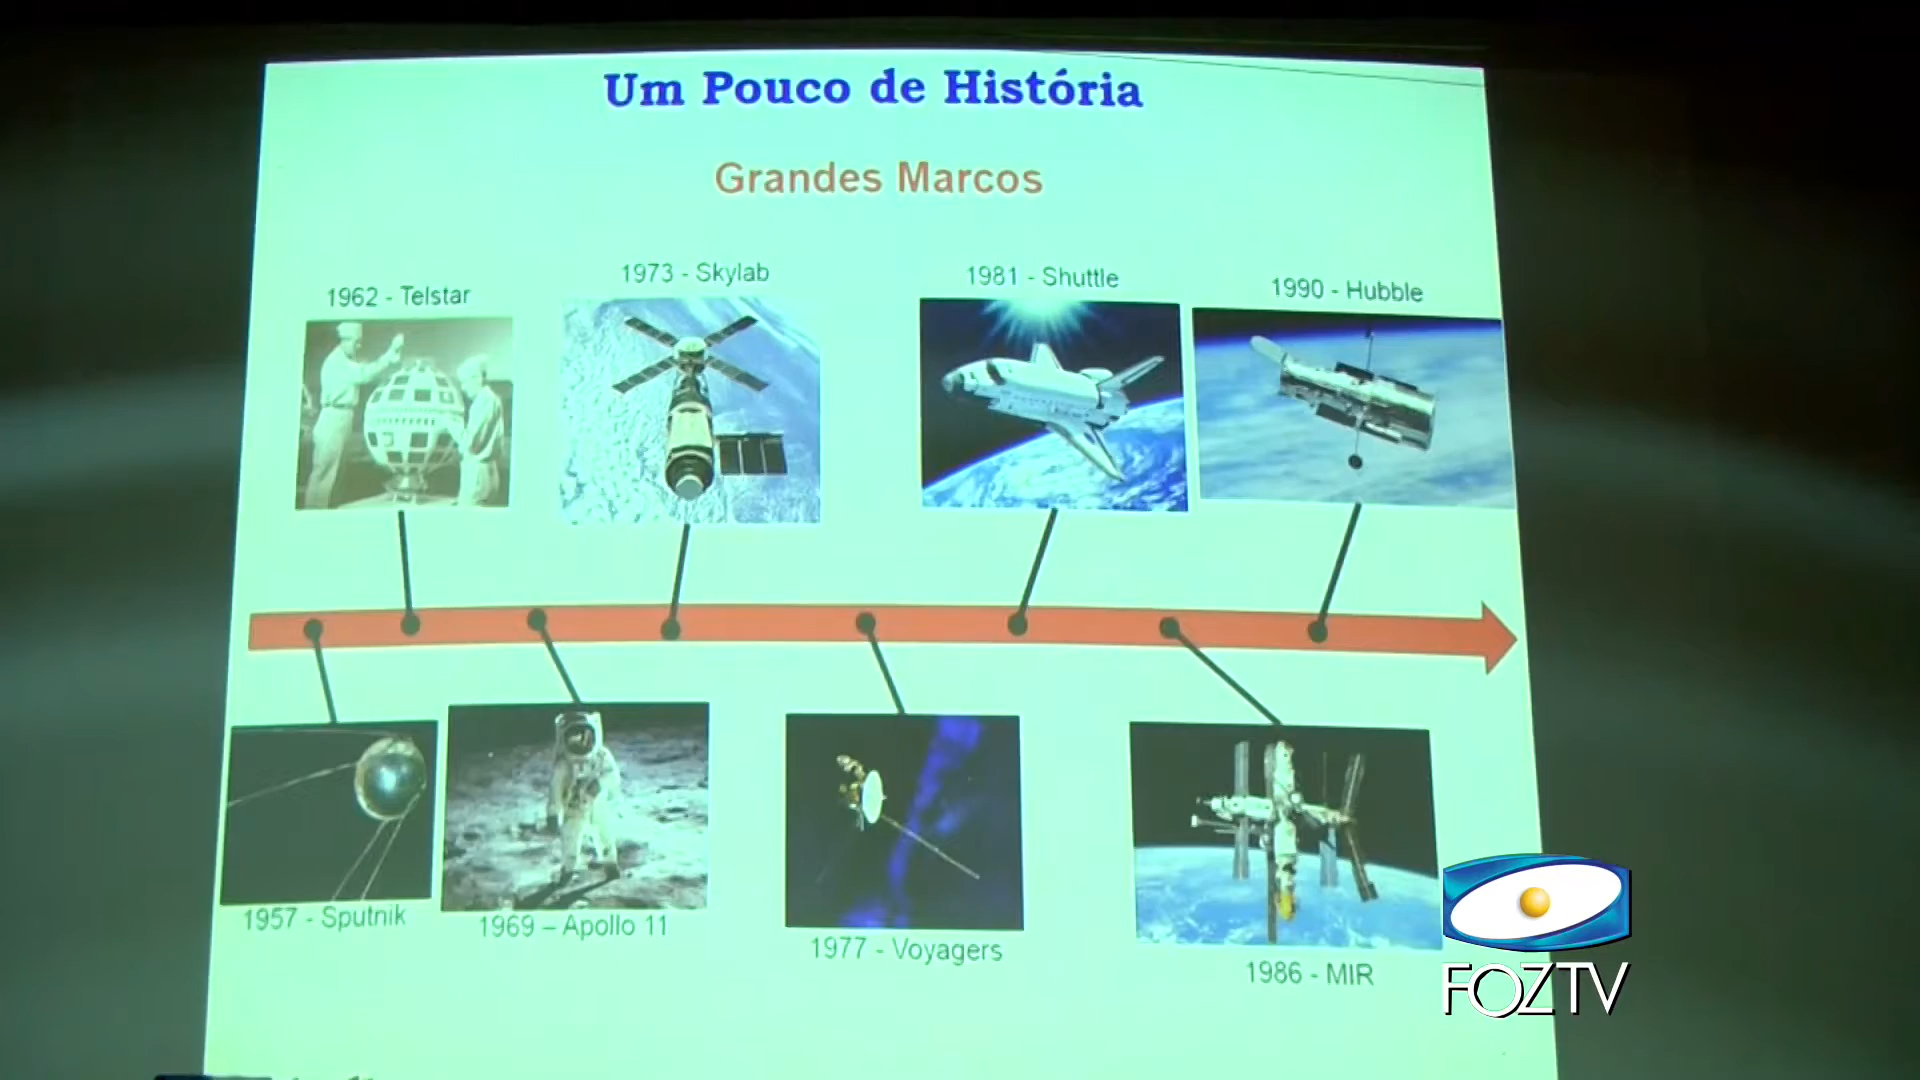 Um Pouco de História
Grandes Marcos
1962 - Telstar
1973 - Skylab
1981 - Shuttle
1990 - Hubble
1957 - Sputnik
1969 – Apollo 11
1977 - Voyagers
1986 - MIR
FOZTV